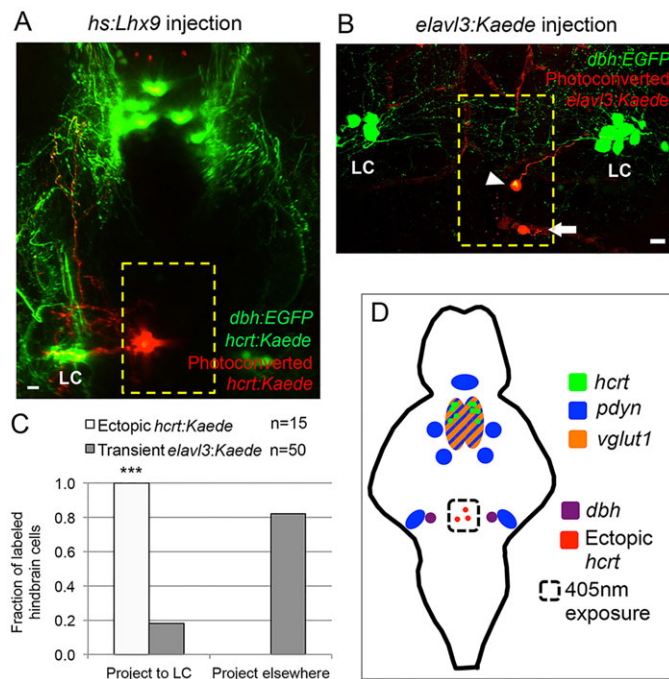 A
hs:Lhx9 injection
dbh:EGFP
hcrt:Kaede
Photoconverted
hcrt:Kaede
LC
B
elavl3:Kaede injection
dbh:EGFP
Photoconverted
elavl3:Kaede
LC
LC
C
Ectopic hcrt:Kaede n=15
Transient elavl3:Kaede n=50
***
Fraction of labeled
hindbrain cells
1.0
0.8
0.6
0.4
0.2
0.0
Project to LC
Project elsewhere
D
hcrt
pdyn
vglut1
dbh
Ectopic
hcrt
405nm
exposure